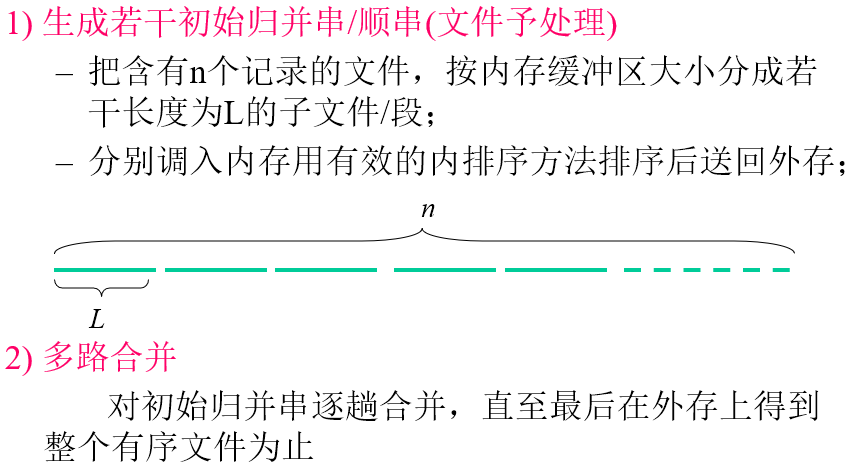 1) 生成若干初始归并串/顺串(文件予处理)
– 把含有n个记录的文件，按内存缓冲区大小分成若
干长度为L的子文件/段；
– 分别调入内存用有效的内排序方法排序后送回外存；
n
L
2) 多路合并
对初始归并串逐趟合并，直至最后在外存上得到
整个有序文件为止